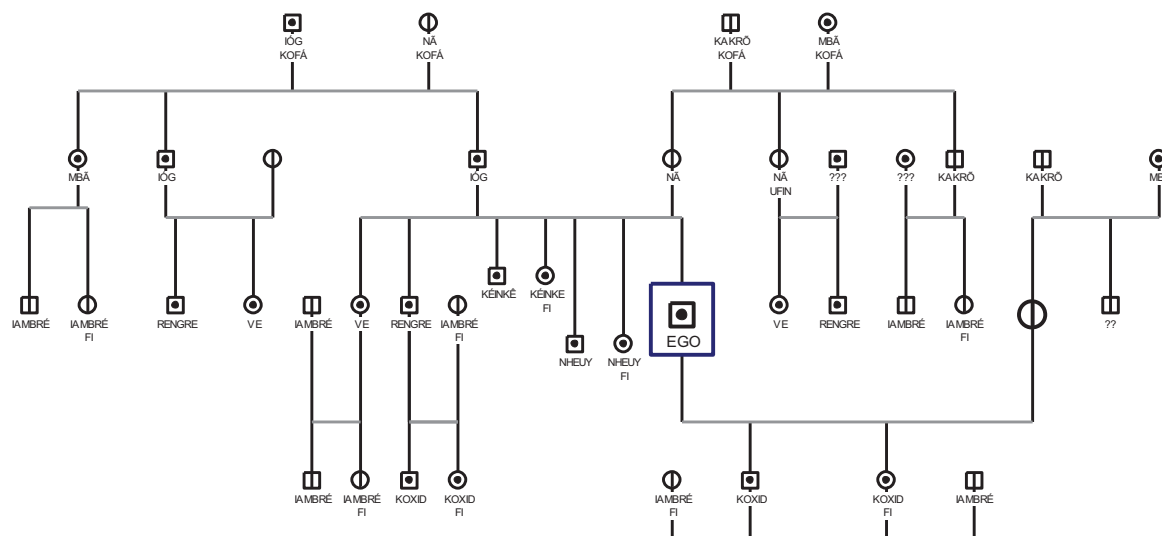 IÓG
KOFÁ
NÃ
KOFÁ
KAKRÕ
KOFÁ
MBÃ
KOFÁ
MBÃ
IÓG
IÓG
NÃ
NÃ
UFIN
???
???
KAKRÕ
KAKRÕ
KÉINKÊ
KÉINKE
FI
IAMBRÉ
IAMBRÉ
FI
RENGRE
VE
IAMBRÉ
VE
RENGRE
IAMBRÉ
FI
NHEUY
NHEUY
FI
EGO
VE
RENGRE
IAMBRÉ
IAMBRÉ
FI
??
IAMBRÉ
IAMBRÉ
FI
KOXID
KOXID
FI
IAMBRÉ
FI
KOXID
KOXID
FI
IAMBRÉ